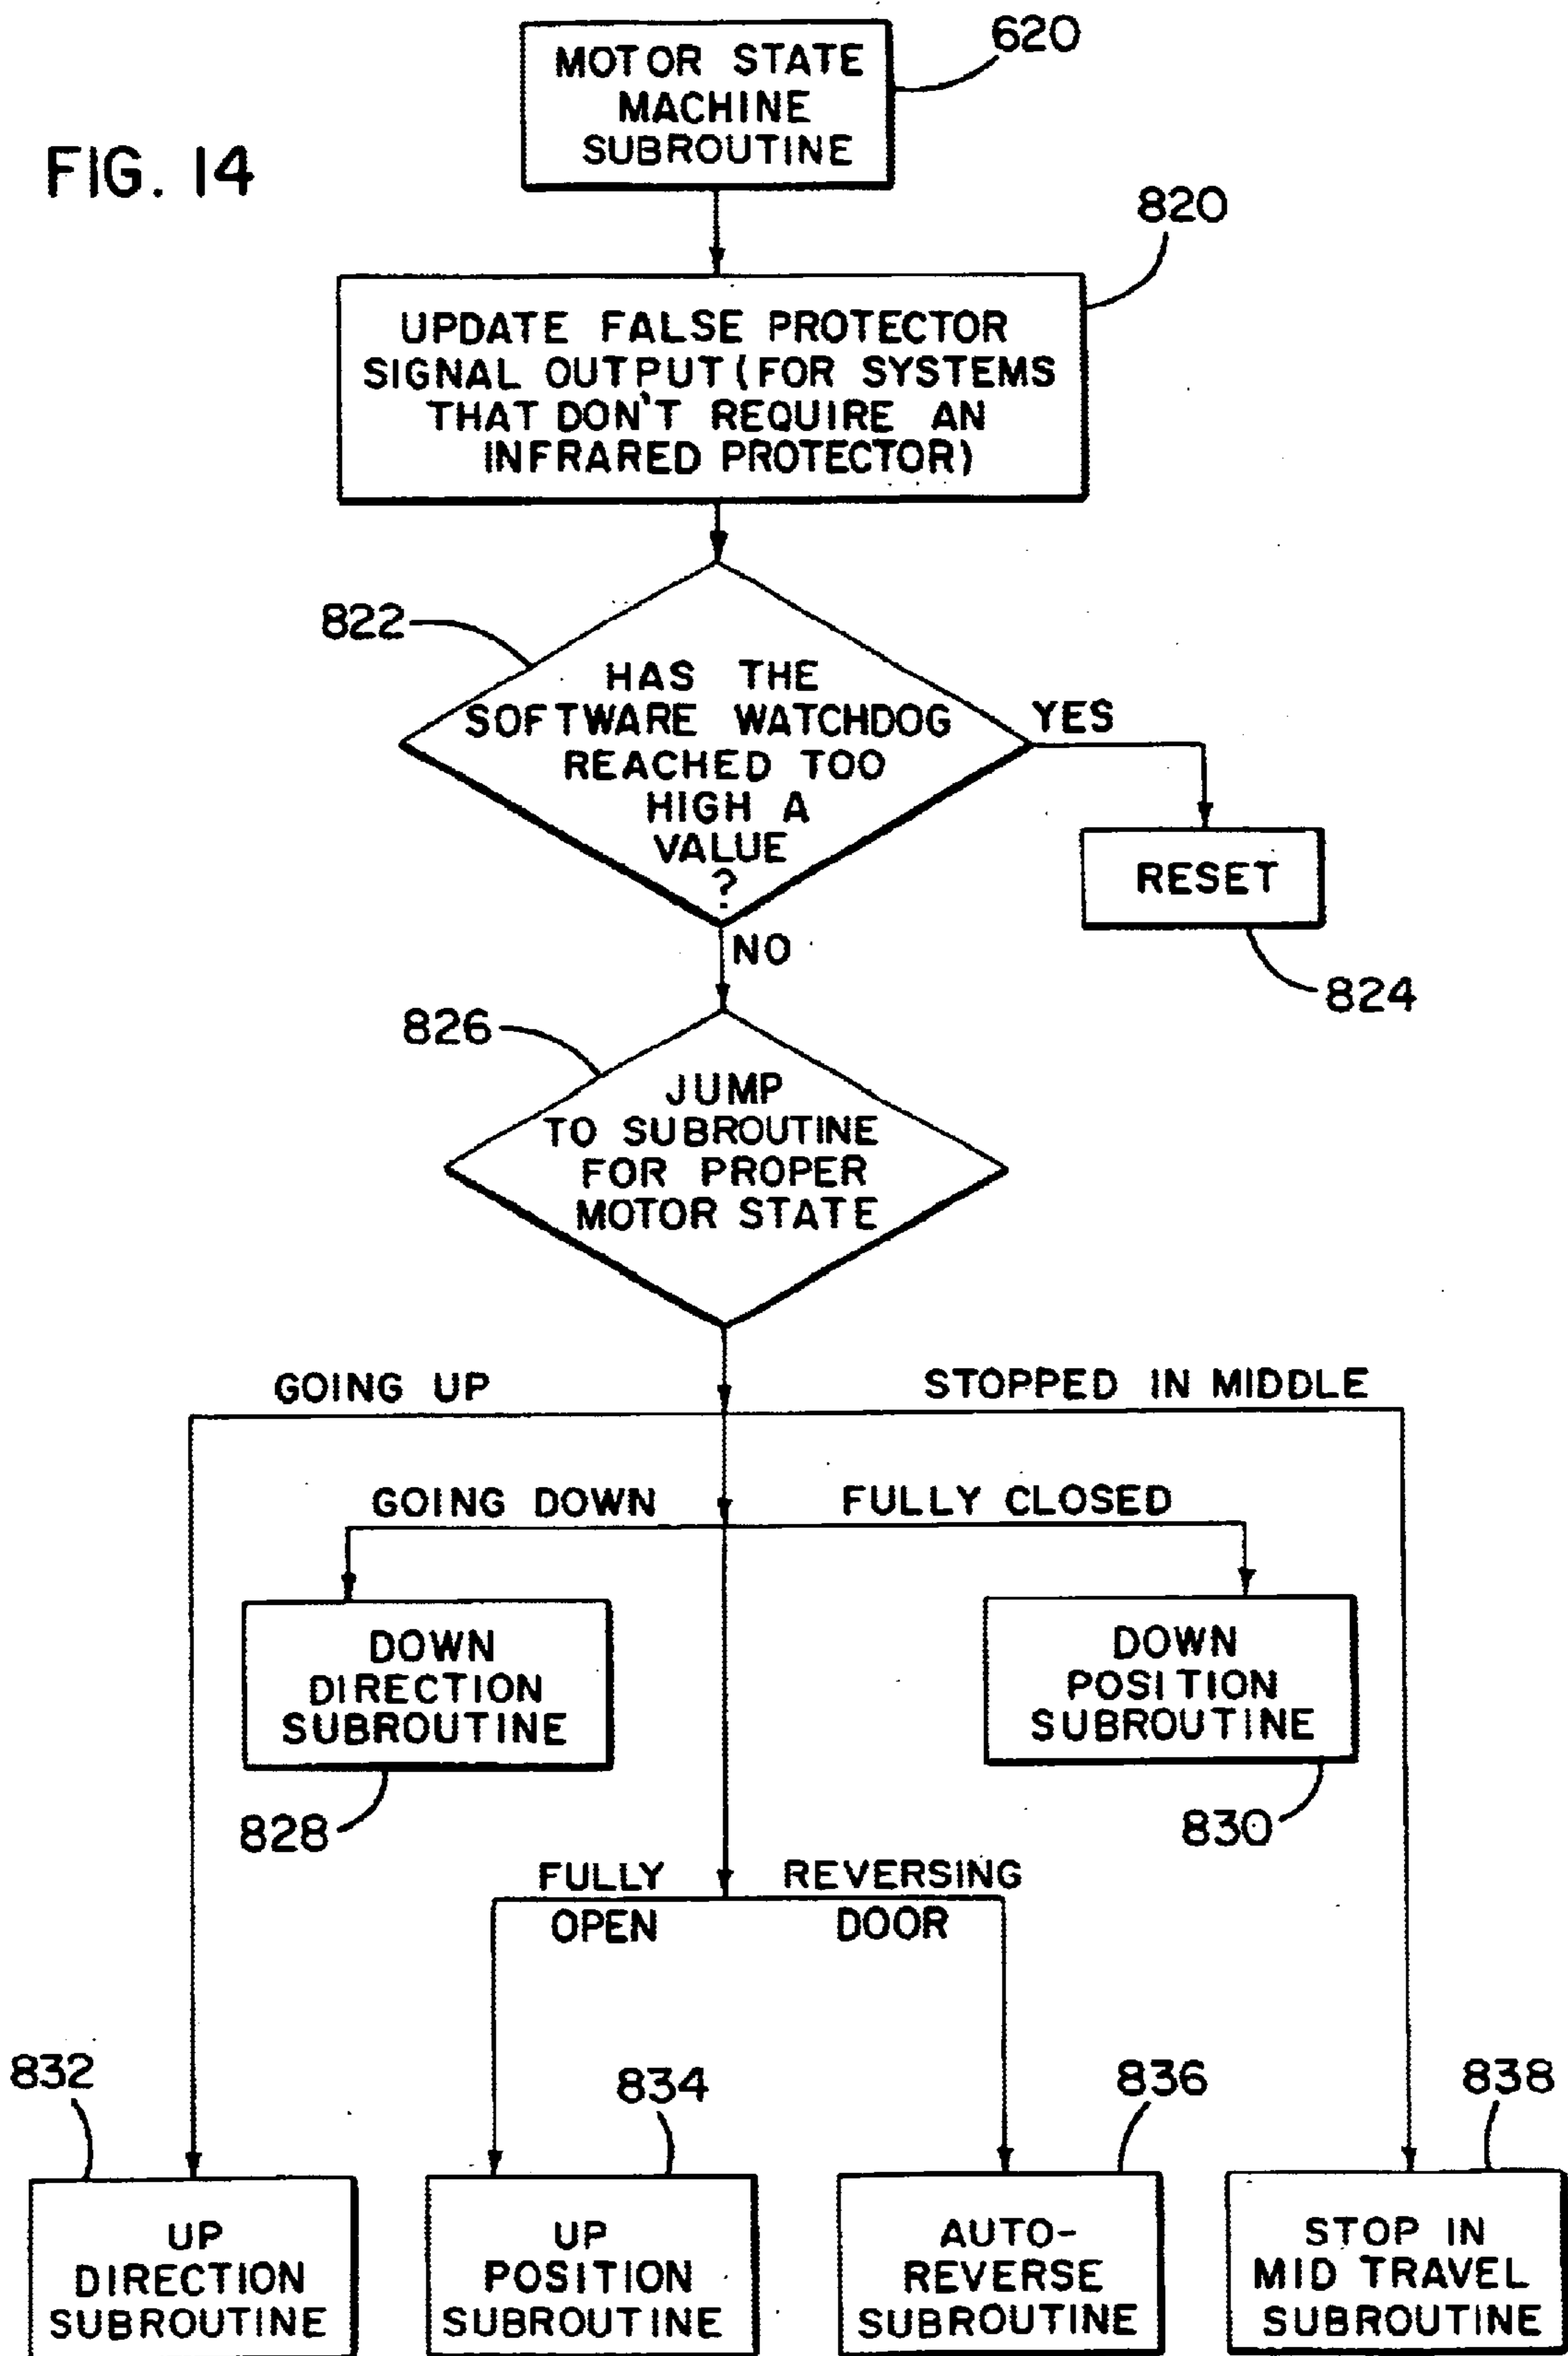 FIG. 14
MOTOR STATE
MACHINE
SUBROUTINE
620
820
UPDATE FALSE PROTECTOR
SIGNAL OUTPUT (FOR SYSTEMS
THAT DON'T REQUIRE AN
INFRARED PROTECTOR)
822
HAS THE
SOFTWARE WATCHDOG
REACHED TOO
HIGH A
VALUE
?
YES
RESET
824
NO
826
JUMP
TO SUBROUTINE
FOR PROPER
MOTOR STATE
GOING UP
STOPPED IN MIDDLE
GOING DOWN
FULLY CLOSED
DOWN
DIRECTION
SUBROUTINE
828
DOWN
POSITION
SUBROUTINE
830
FULLY
OPEN
REVERSING
DOOR
832
UP
DIRECTION
SUBROUTINE
834
UP
POSITION
SUBROUTINE
836
AUTO-
REVERSE
SUBROUTINE
838
STOP IN
MID TRAVEL
SUBROUTINE